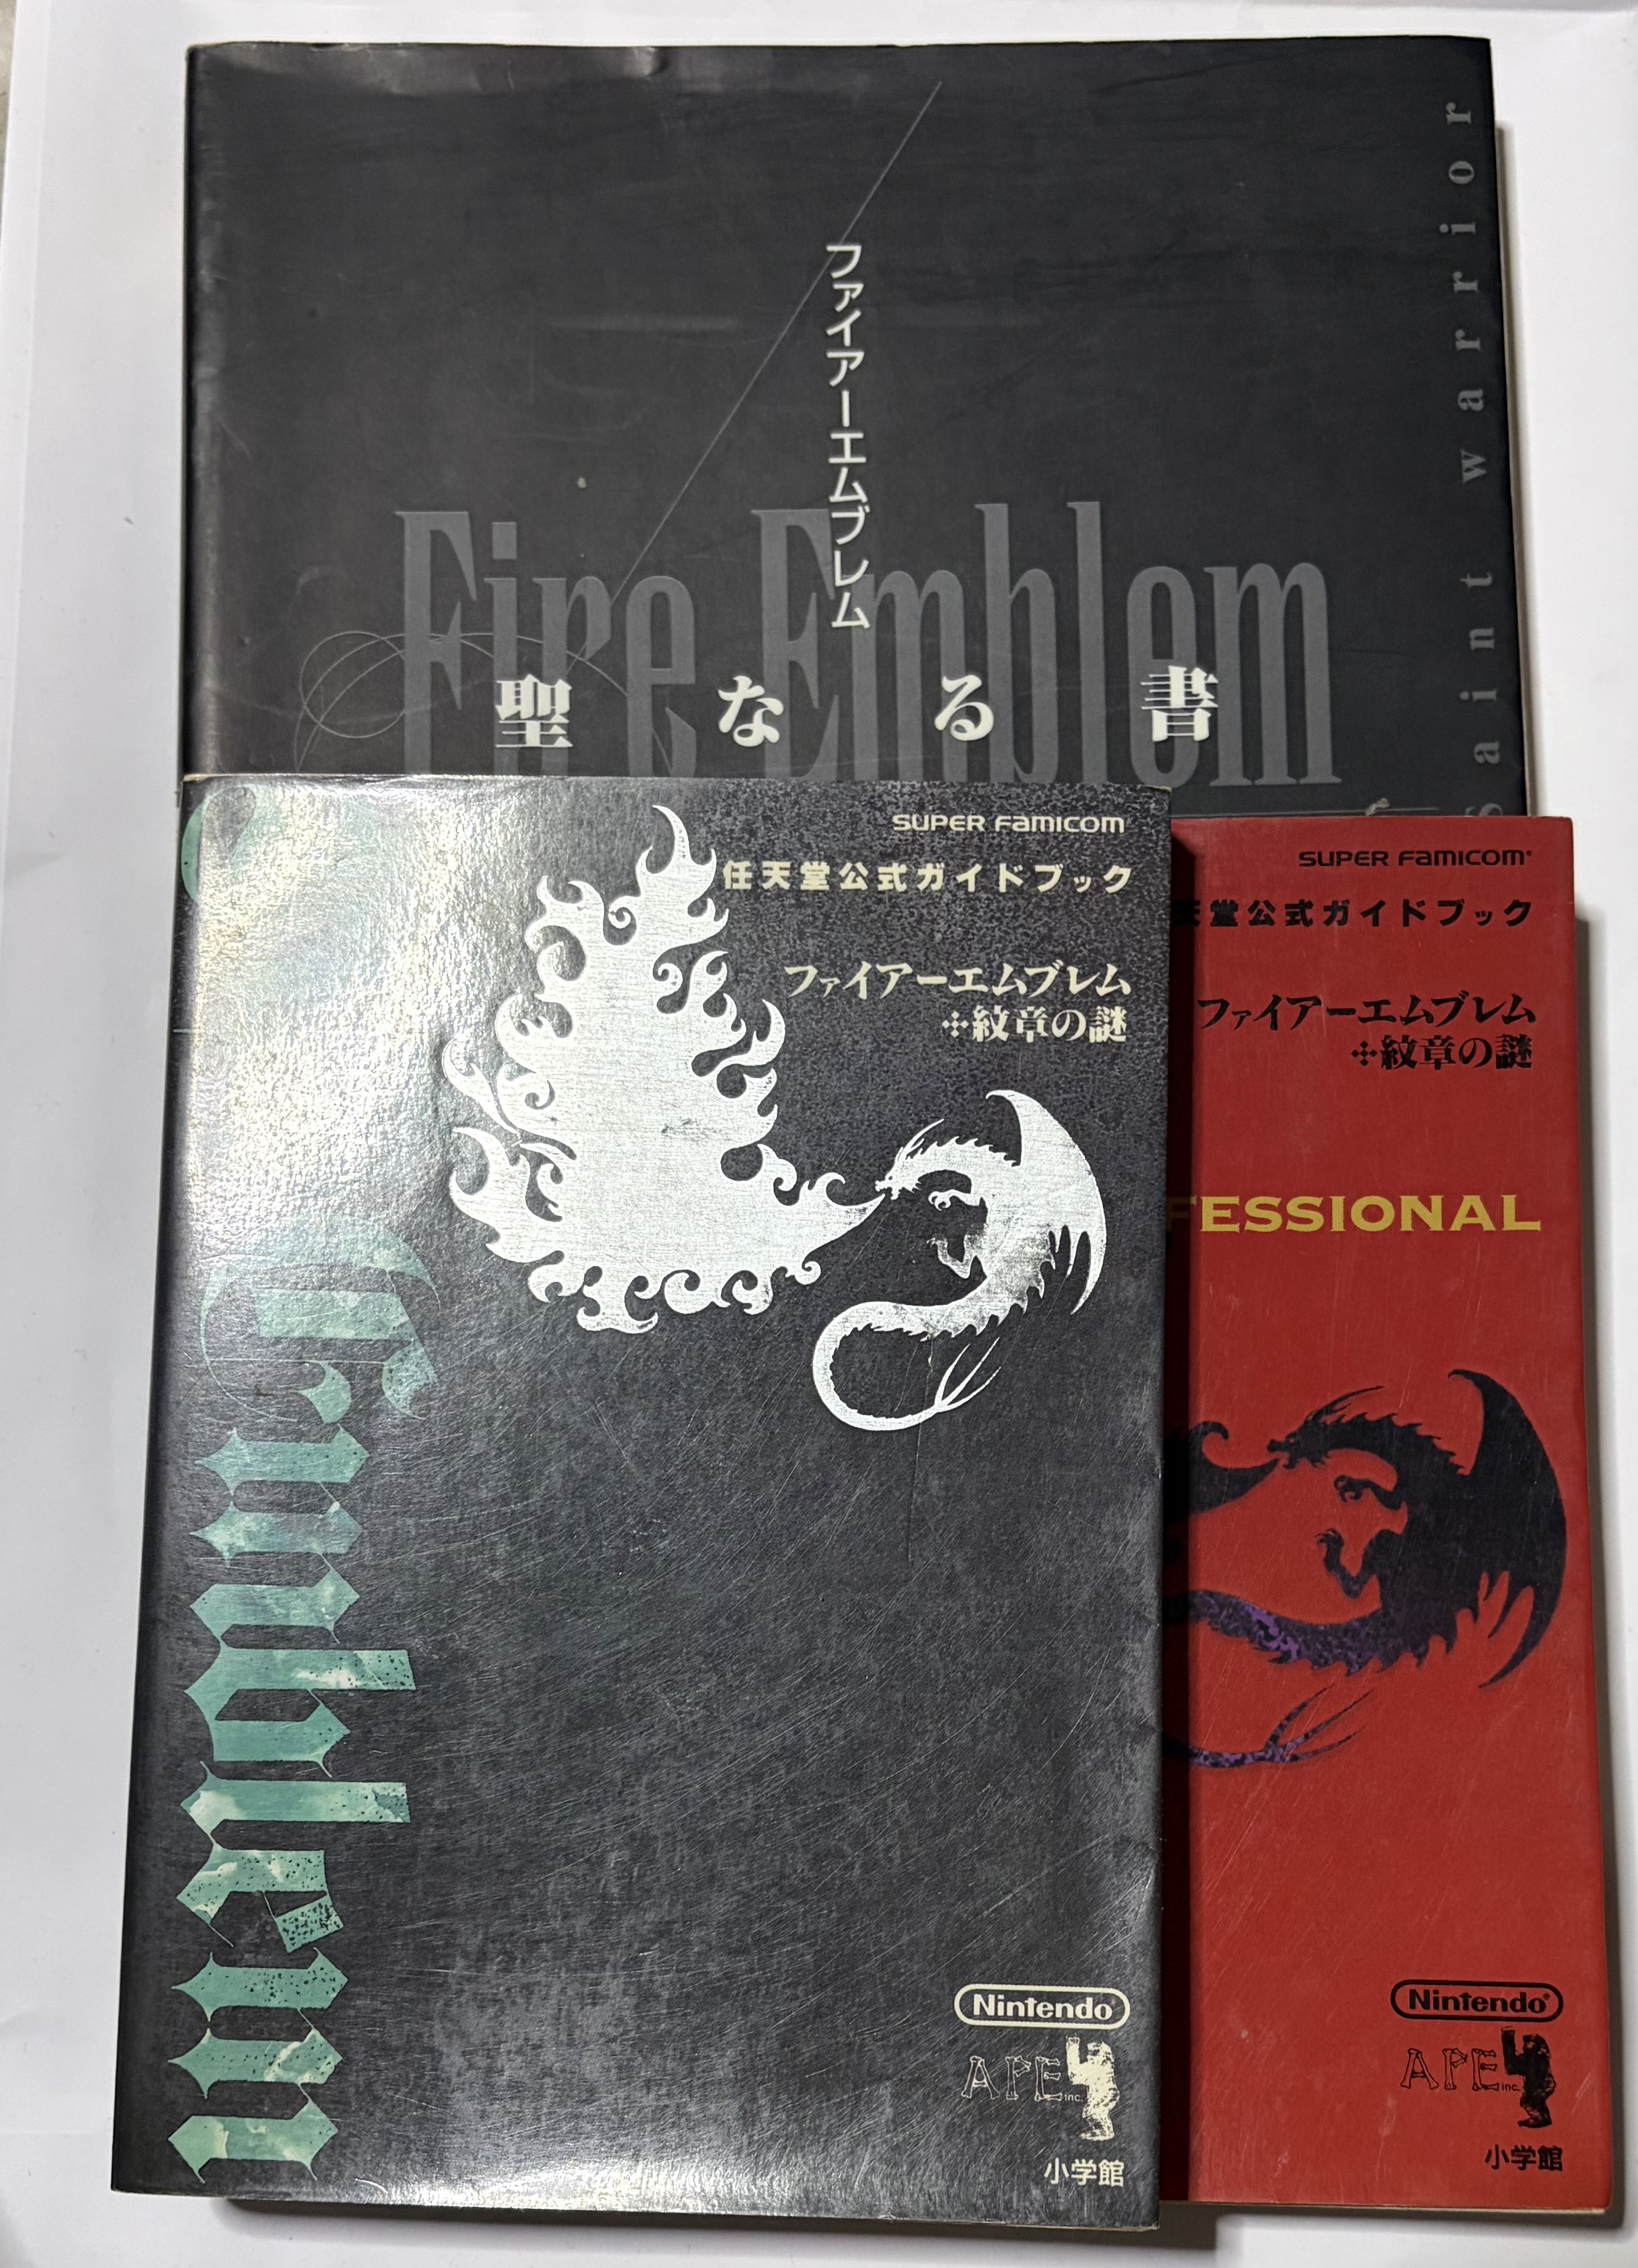 ファイアーエムブレム
Fire Emblem
聖なる書
saint warrior
SUPER FAMICOM
任天堂公式ガイドブック
ファイアーエムブレム
紋章の謎
Emblem
Nintendo
APE inc.
小学館
SUPER FAMICOM
天堂公式ガイドブック
ファイアーエムブレム
紋章の謎
FESSIONAL
Nintendo
APE inc.
小学館